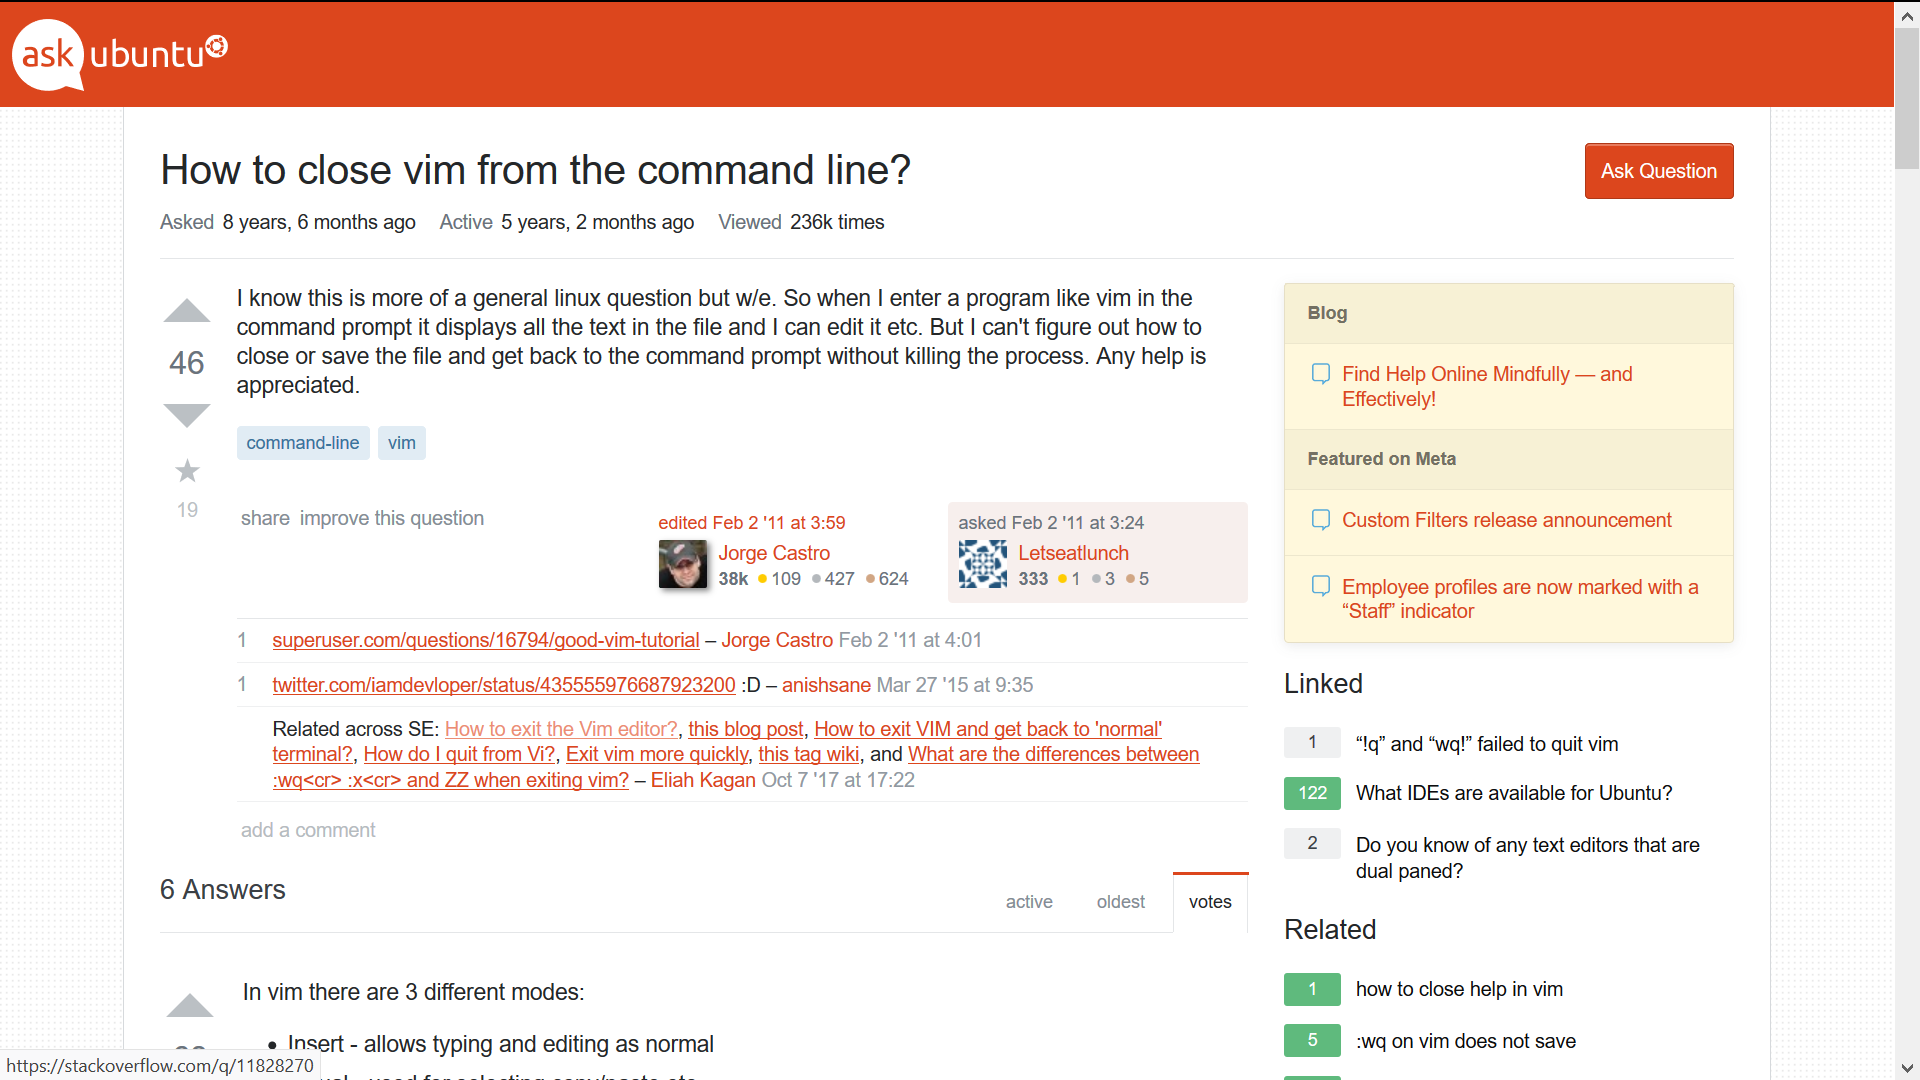 ask ubuntu
How to close vim from the command line?
Ask Question
Asked 8 years, 6 months ago Active 5 years, 2 months ago Viewed 236k times
46
19
I know this is more of a general linux question but w/e. So when I enter a program like vim in the
command prompt it displays all the text in the file and I can edit it etc. But I can't figure out how to
close or save the file and get back to the command prompt without killing the process. Any help is
appreciated.
command-line vim
share improve this question
edited Feb 2 '11 at 3:59
Jorge Castro
38k 109 427 624
asked Feb 2 '11 at 3:24
Letseatlunch
333 1 3 5
1 superuser.com/questions/16794/good-vim-tutorial – Jorge Castro Feb 2 '11 at 4:01
1 twitter.com/iamdevloper/status/435555976687923200 :D – anishsane Mar 27 '15 at 9:35
Related across SE: How to exit the Vim editor?, this blog post, How to exit VIM and get back to 'normal'
terminal?, How do I quit from Vi?, Exit vim more quickly, this tag wiki, and What are the differences between
:wq<cr> :x<cr> and ZZ when exiting vim? – Eliah Kagan Oct 7 '17 at 17:22
add a comment
6 Answers
active oldest votes
In vim there are 3 different modes:
• Insert - allows typing and editing as normal
https://stackoverflow.com/q/11828270
Blog
Find Help Online Mindfully — and
Effectively!
Featured on Meta
Custom Filters release announcement
Employee profiles are now marked with a
“Staff” indicator
Linked
1 “!q” and “wq!” failed to quit vim
122 What IDEs are available for Ubuntu?
2 Do you know of any text editors that are
dual paned?
Related
1 how to close help in vim
5 :wq on vim does not save